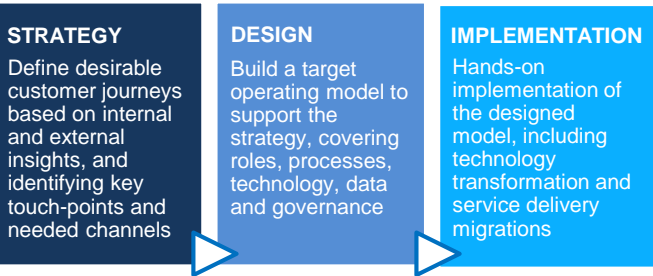 STRATEGY
Define desirable
customer journeys
based on internal
and external
insights, and
identifying key
touch-points and
needed channels
DESIGN
Build a target
operating model to
support the
strategy, covering
roles, processes,
technology, data
and governance
IMPLEMENTATION
Hands-on
implementation of
the designed
model, including
technology
transformation and
service delivery
migrations